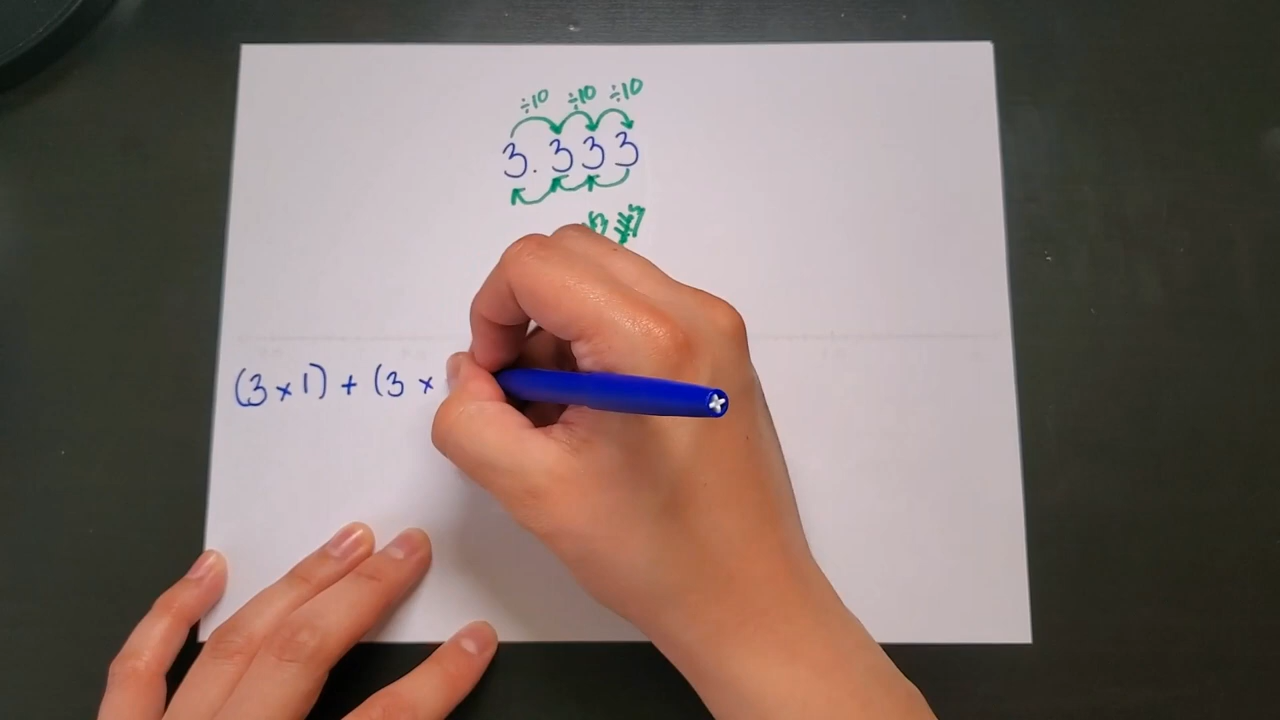 ÷10 ÷10 ÷10
3.333
(3 × 1) + (3 ×